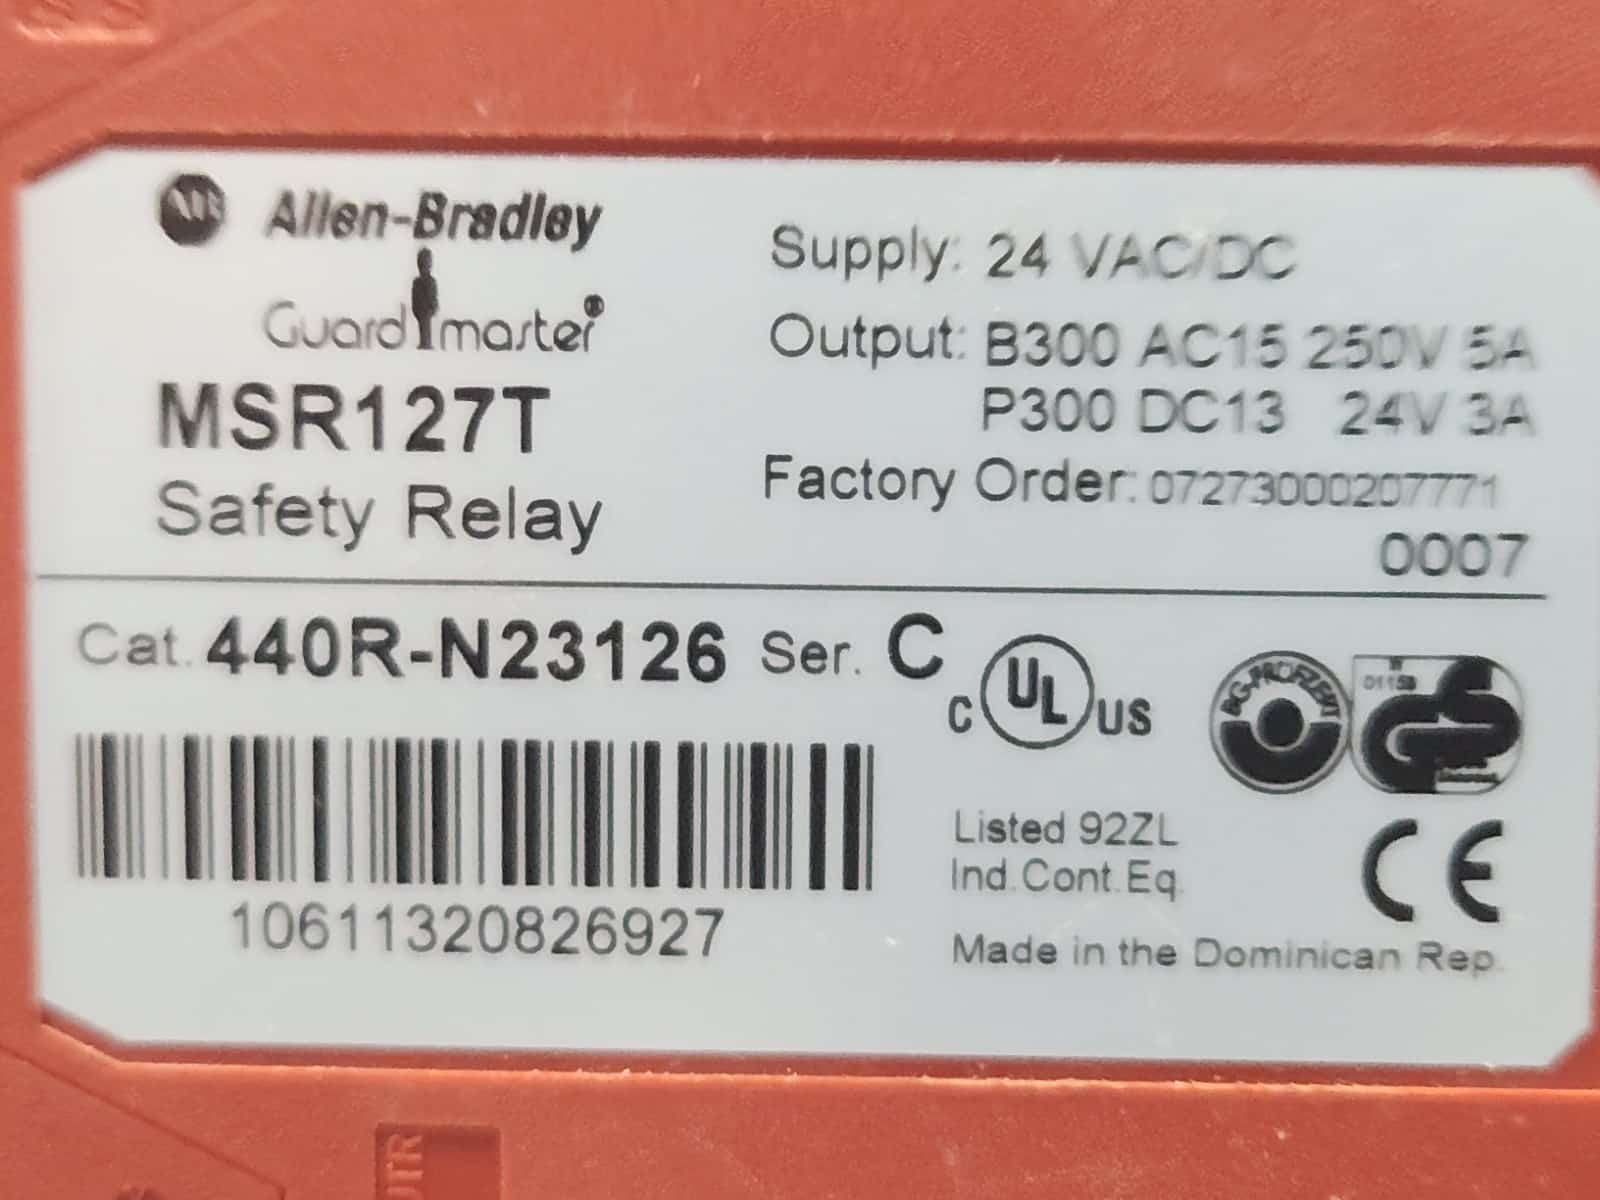 Allen-Bradley
Guardmaster®
MSR127T
Safety Relay
Supply: 24 VAC/DC
Output: B300 AC15 250V 5A
P300 DC13 24V 3A
Factory Order: 07273000207771
0007
Cat. 440R-N23126 Ser. C
C UL US
BG-PRÜFZERT
10611320826927
Listed 92ZL
Ind.Cont.Eq.
CE
Made in the Dominican Rep.